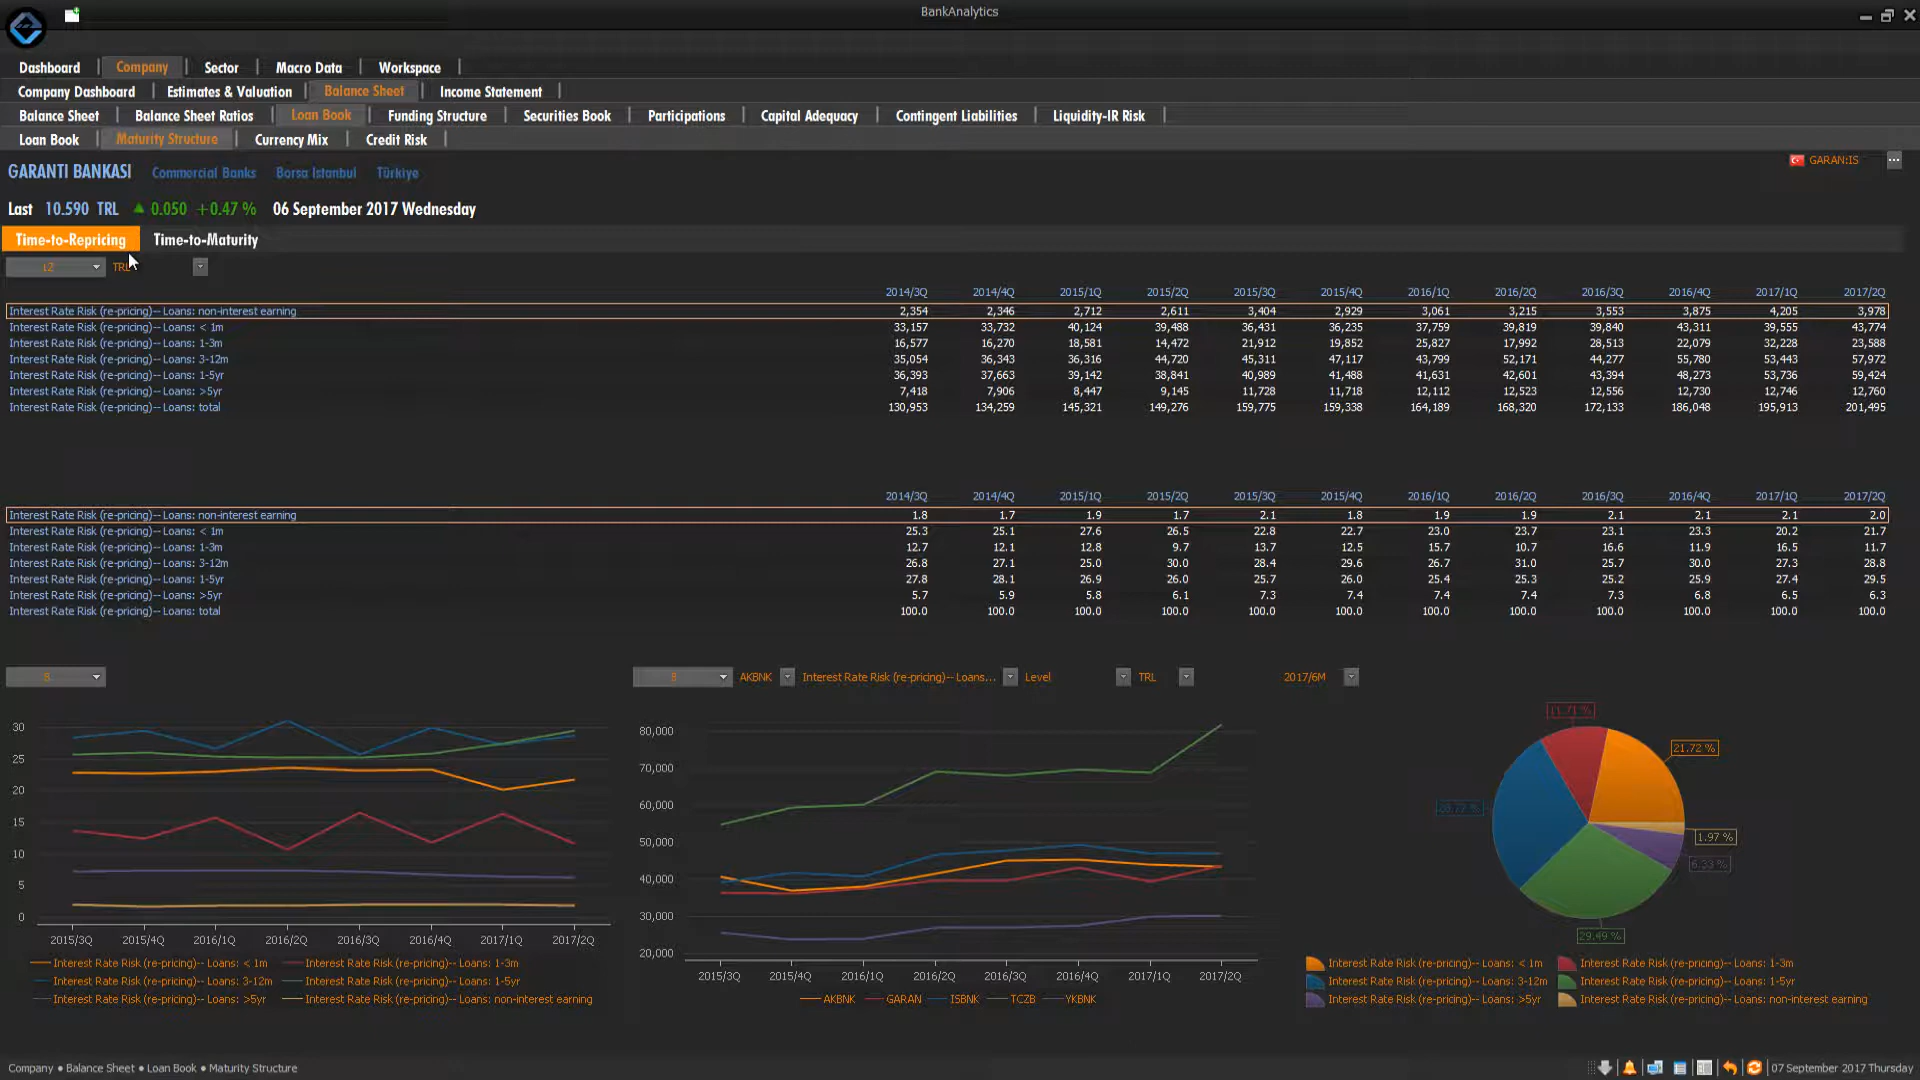 BankAnalytics
Dashboard Company Sector Macro Data Workspace
Company Dashboard Estimates & Valuation Balance Sheet Income Statement
Balance Sheet Balance Sheet Ratios Loan Book Funding Structure Securities Book Participations Capital Adequacy Contingent Liabilities Liquidity-IR Risk
Loan Book Maturity Structure Currency Mix Credit Risk
GARANTI BANKASI Commercial Banks Borsa Istanbul Türkiye GARAN:IS
Last 10.590 TRL 0.050 +0.47 % 06 September 2017 Wednesday
Time-to-Repricing Time-to-Maturity
12 TRL
2014/3Q 2014/4Q 2015/1Q 2015/2Q 2015/3Q 2015/4Q 2016/1Q 2016/2Q 2016/3Q 2016/4Q 2017/1Q 2017/2Q
Interest Rate Risk (re-pricing)-- Loans: non-interest earning 2,354 2,346 2,712 2,611 3,404 2,929 3,061 3,215 3,553 3,875 4,205 3,978
Interest Rate Risk (re-pricing)-- Loans: < 1m 33,157 33,732 40,124 39,488 36,431 36,235 37,759 39,819 39,840 43,311 39,555 43,774
Interest Rate Risk (re-pricing)-- Loans: 1-3m 16,577 16,270 18,581 14,472 21,912 19,852 25,827 17,992 28,513 22,079 32,228 23,588
Interest Rate Risk (re-pricing)-- Loans: 3-12m 35,054 36,343 36,316 44,720 45,311 47,117 43,799 52,171 44,277 55,780 53,443 57,972
Interest Rate Risk (re-pricing)-- Loans: 1-5yr 36,393 37,663 39,142 38,841 40,989 41,488 41,631 42,601 43,394 48,273 53,736 59,424
Interest Rate Risk (re-pricing)-- Loans: >5yr 7,418 7,906 8,447 9,145 11,728 11,718 12,112 12,523 12,556 12,730 12,746 12,760
Interest Rate Risk (re-pricing)-- Loans: total 130,953 134,259 145,321 149,276 159,775 159,338 164,189 168,320 172,133 186,048 195,913 201,495
2014/3Q 2014/4Q 2015/1Q 2015/2Q 2015/3Q 2015/4Q 2016/1Q 2016/2Q 2016/3Q 2016/4Q 2017/1Q 2017/2Q
Interest Rate Risk (re-pricing)-- Loans: non-interest earning 1.8 1.7 1.9 1.7 2.1 1.8 1.9 1.9 2.1 2.1 2.1 2.0
Interest Rate Risk (re-pricing)-- Loans: < 1m 25.3 25.1 27.6 26.5 22.8 22.7 23.0 23.7 23.1 23.3 20.2 21.7
Interest Rate Risk (re-pricing)-- Loans: 1-3m 12.7 12.1 12.8 9.7 13.7 12.5 15.7 10.7 16.6 11.9 16.5 11.7
Interest Rate Risk (re-pricing)-- Loans: 3-12m 26.8 27.1 25.0 30.0 28.4 29.6 26.7 31.0 25.7 30.0 27.3 28.8
Interest Rate Risk (re-pricing)-- Loans: 1-5yr 27.8 28.1 26.9 26.0 25.7 26.0 25.4 25.3 25.2 25.9 27.4 29.5
Interest Rate Risk (re-pricing)-- Loans: >5yr 5.7 5.9 5.8 6.1 7.3 7.4 7.4 7.4 7.3 6.8 6.5 6.3
Interest Rate Risk (re-pricing)-- Loans: total 100.0 100.0 100.0 100.0 100.0 100.0 100.0 100.0 100.0 100.0 100.0 100.0
8 8 AKBNK Interest Rate Risk (re-pricing)-- Loans... Level TRL 2017/6M
30
25
20
15
10
5
0
2015/3Q 2015/4Q 2016/1Q 2016/2Q 2016/3Q 2016/4Q 2017/1Q 2017/2Q
Interest Rate Risk (re-pricing)-- Loans: < 1m Interest Rate Risk (re-pricing)-- Loans: 1-3m
Interest Rate Risk (re-pricing)-- Loans: 3-12m Interest Rate Risk (re-pricing)-- Loans: 1-5yr
Interest Rate Risk (re-pricing)-- Loans: >5yr Interest Rate Risk (re-pricing)-- Loans: non-interest earning
80,000
70,000
60,000
50,000
40,000
30,000
20,000
2015/3Q 2015/4Q 2016/1Q 2016/2Q 2016/3Q 2016/4Q 2017/1Q 2017/2Q
AKBNK GARAN ISBNK TCZB YKBNK
11.71 %
21.72 %
28.77 %
1.97 %
6.33 %
29.49 %
Interest Rate Risk (re-pricing)-- Loans: < 1m Interest Rate Risk (re-pricing)-- Loans: 1-3m
Interest Rate Risk (re-pricing)-- Loans: 3-12m Interest Rate Risk (re-pricing)-- Loans: 1-5yr
Interest Rate Risk (re-pricing)-- Loans: >5yr Interest Rate Risk (re-pricing)-- Loans: non-interest earning
Company ● Balance Sheet ● Loan Book ● Maturity Structure 07 September 2017 Thursday